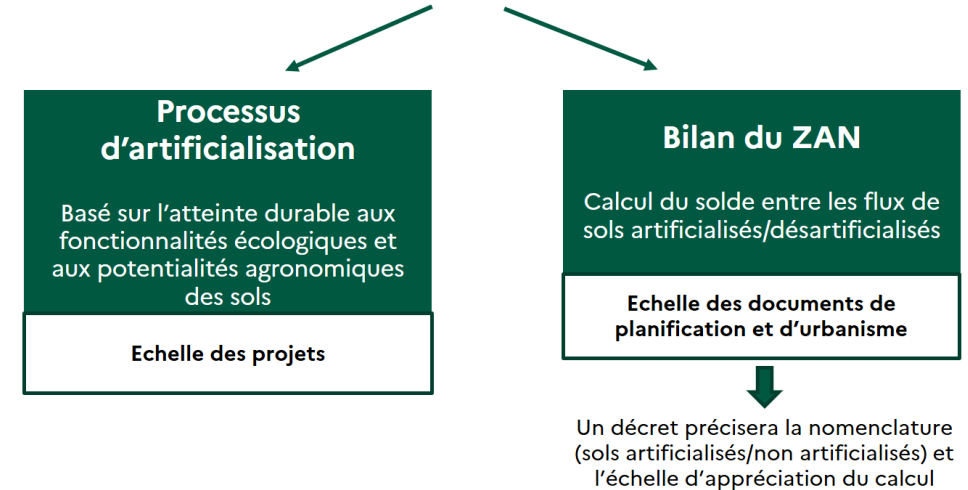 Processus
d'artificialisation
Basé sur l'atteinte durable aux
fonctionnalités écologiques et
aux potentialités agronomiques
des sols
Echelle des projets
Bilan du ZAN
Calcul du solde entre les flux de
sols artificialisés/désartificialisés
Echelle des documents de
planification et d'urbanisme
Un décret précisera la nomenclature
(sols artificialisés/non artificialisés) et
l'échelle d'appréciation du calcul